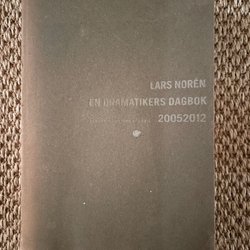 LARS NORÉN
EN DRAMATIKERS DAGBOK
20052012